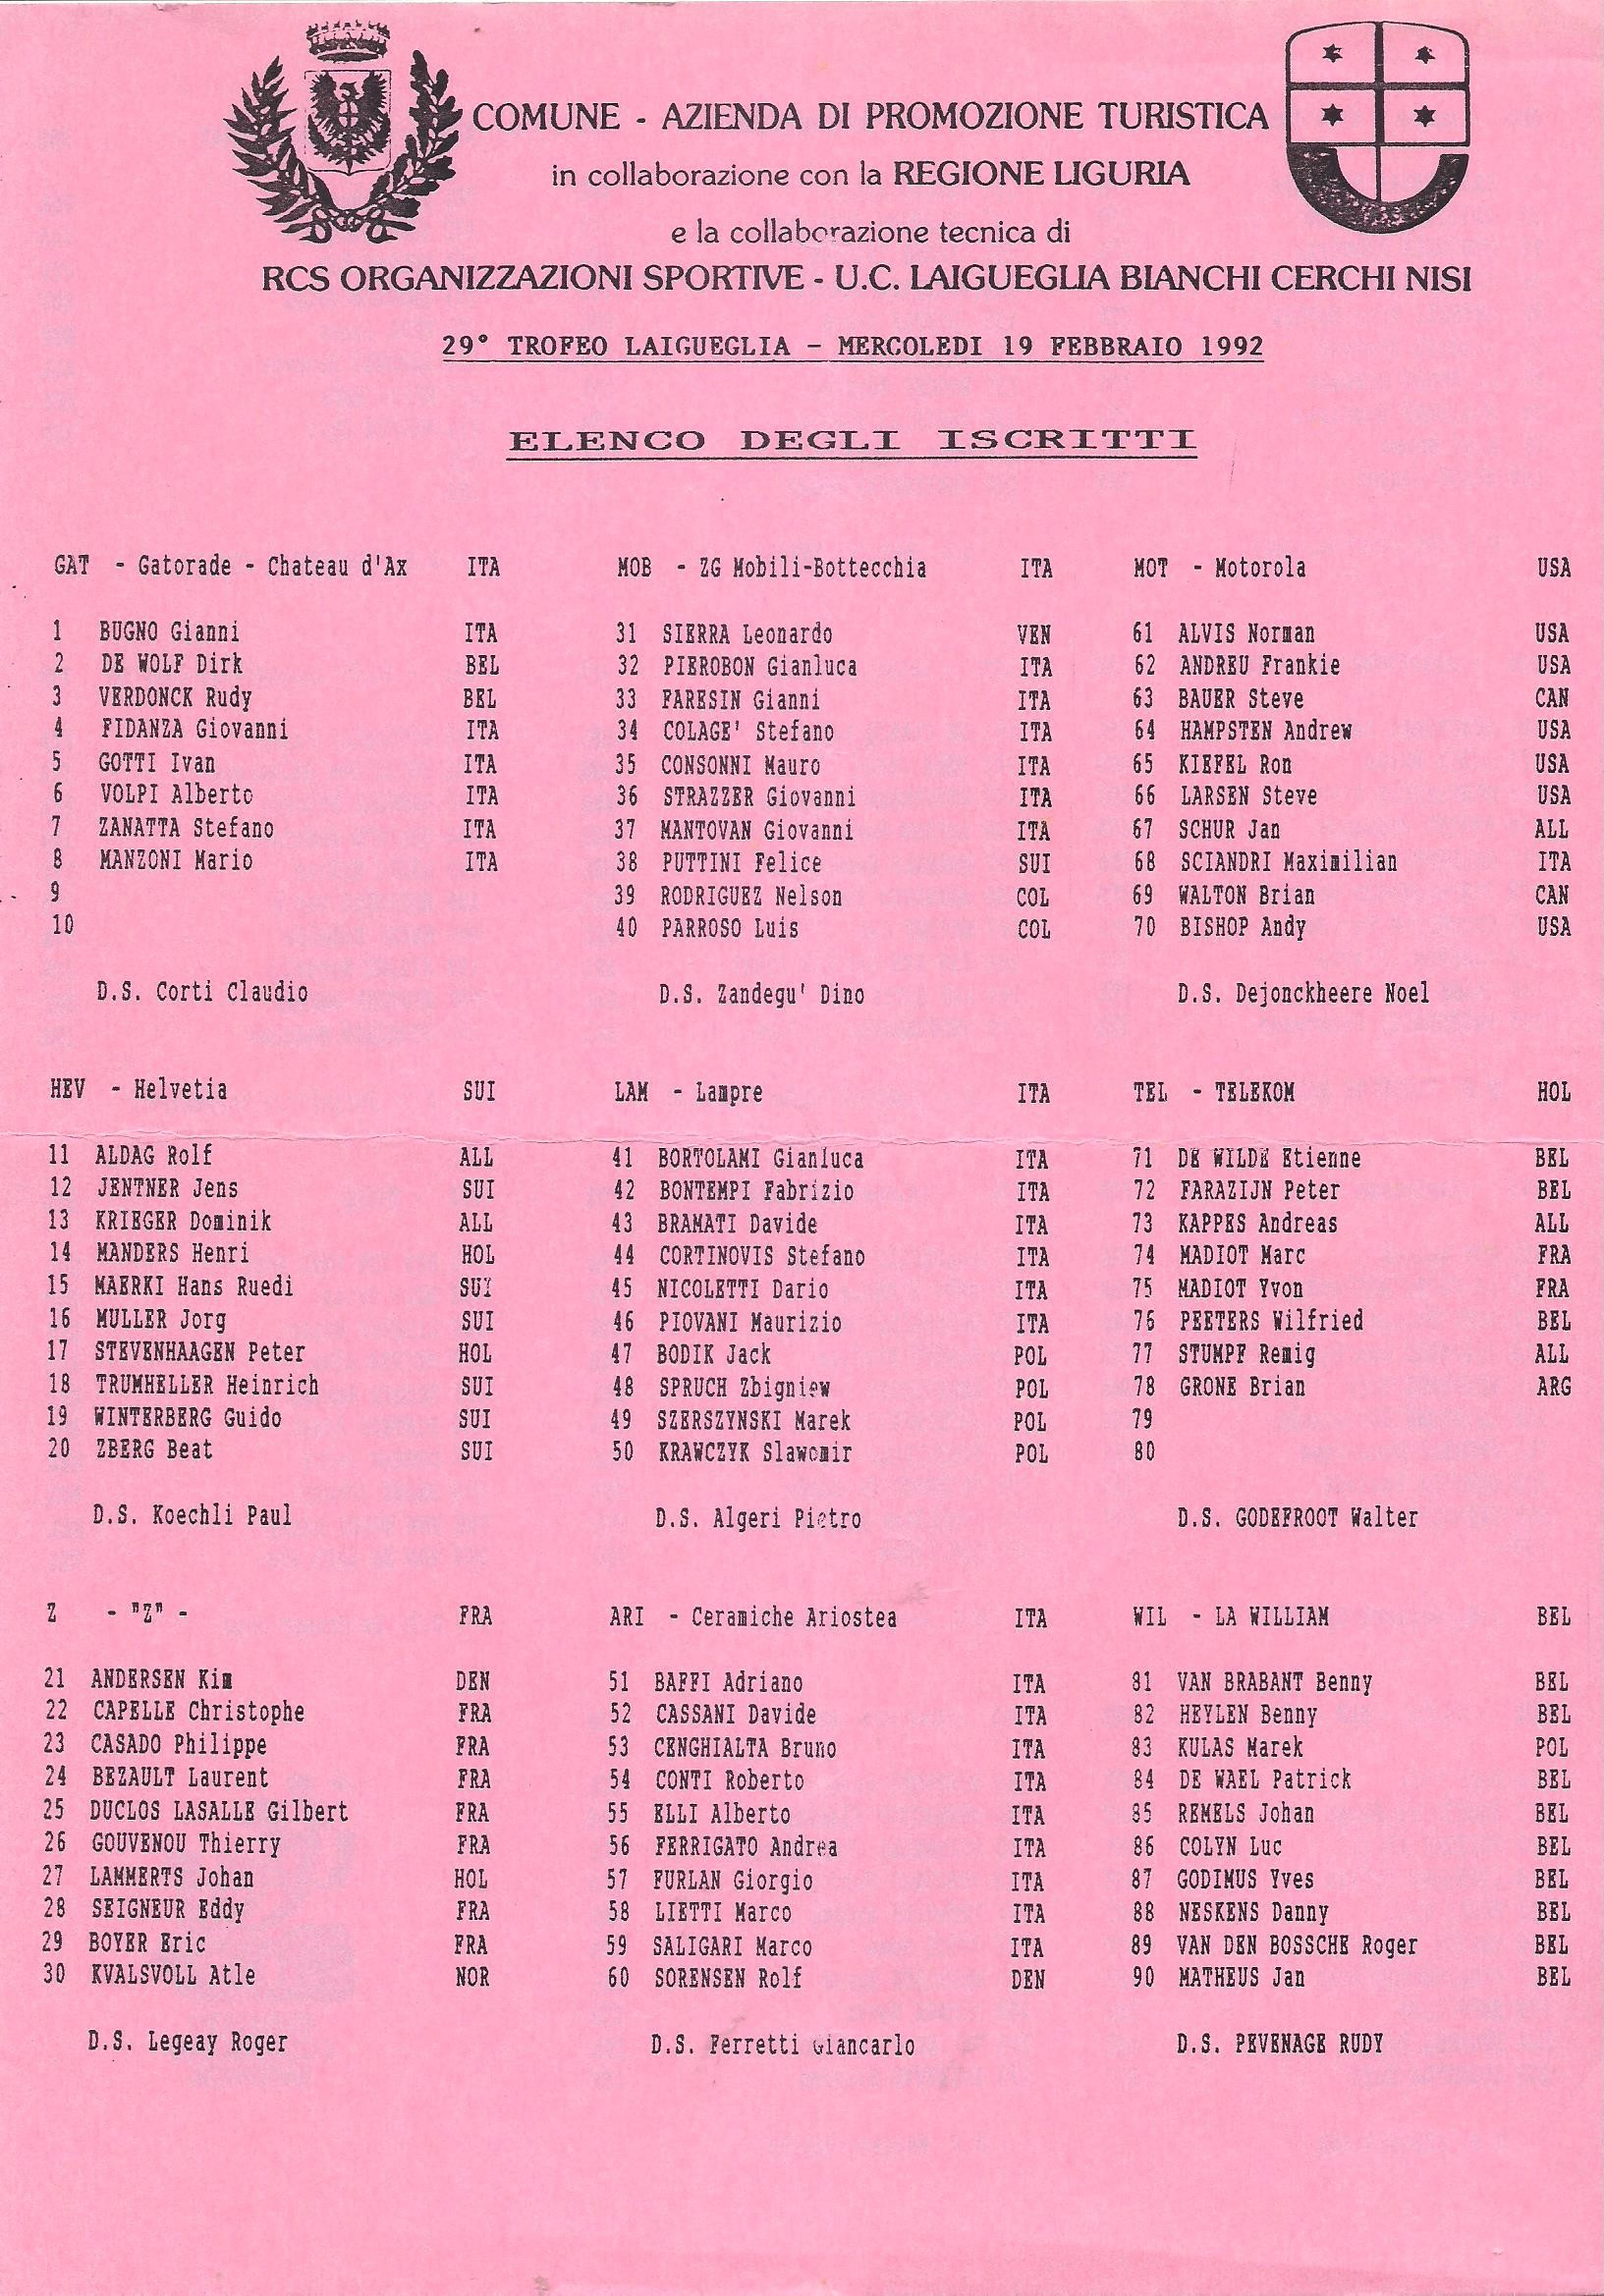 COMUNE - AZIENDA DI PROMOZIONE TURISTICA
in collaborazione con la REGIONE LIGURIA
e la collaborazione tecnica di
RCS ORGANIZZAZIONI SPORTIVE - U.C. LAIGUEGLIA BIANCHI CERCHI NISI
29° TROFEO LAIGUEGLIA - MERCOLEDI 19 FEBBRAIO 1992
ELENCO DEGLI ISCRITTI
GAT - Gatorade - Chateau d'Ax ITA
1 BUGNO Gianni ITA
2 DE WOLF Dirk BEL
3 VERDONCK Rudy BEL
4 FIDANZA Giovanni ITA
5 GOTTI Ivan ITA
6 VOLPI Alberto ITA
7 ZANATTA Stefano ITA
8 MANZONI Mario ITA
9
10
D.S. Corti Claudio
MOB - ZG Mobili-Bottecchia ITA
31 SIERRA Leonardo VEN
32 PIEROBON Gianluca ITA
33 FARESIN Gianni ITA
34 COLAGE' Stefano ITA
35 CONSONNI Mauro ITA
36 STRAZZER Giovanni ITA
37 MANTOVAN Giovanni ITA
38 PUTTINI Felice SUI
39 RODRIGUEZ Nelson COL
40 PARROSO Luis COL
D.S. Zandegu' Dino
MOT - Motorola USA
61 ALVIS Norman USA
62 ANDREU Frankie USA
63 BAUER Steve CAN
64 HAMPSTEN Andrew USA
65 KIEFEL Ron USA
66 LARSEN Steve USA
67 SCHUR Jan ALL
68 SCIANDRI Maximilian ITA
69 WALTON Brian CAN
70 BISHOP Andy USA
D.S. Dejonckheere Noel
HEV - Helvetia SUI
11 ALDAG Rolf ALL
12 JENTNER Jens SUI
13 KRIEGER Dominik ALL
14 MANDERS Henri HOL
15 MAERKI Hans Ruedi SUI
16 MULLER Jorg SUI
17 STEVENHAAGEN Peter HOL
18 TRUMHELLER Heinrich SUI
19 WINTERBERG Guido SUI
20 ZBERG Beat SUI
D.S. Koechli Paul
LAM - Lampre ITA
41 BORTOLAMI Gianluca ITA
42 BONTEMPI Fabrizio ITA
43 BRAMATI Davide ITA
44 CORTINOVIS Stefano ITA
45 NICOLETTI Dario ITA
46 PIOVANI Maurizio ITA
47 BODIK Jack POL
48 SPRUCH Zbigniew POL
49 SZERSZYNSKI Marek POL
50 KRAWCZYK Slawomir POL
D.S. Algeri Pietro
TEL - TELEKOM HOL
71 DE WILDE Etienne BEL
72 FARAZIJN Peter BEL
73 KAPPES Andreas ALL
74 MADIOT Marc FRA
75 MADIOT Yvon FRA
76 PEETERS Wilfried BEL
77 STUMPF Remig ALL
78 GRONE Brian ARG
79
80
D.S. GODEFROOT Walter
Z - "Z" - FRA
21 ANDERSEN Kim DEN
22 CAPELLE Christophe FRA
23 CASADO Philippe FRA
24 BEZAULT Laurent FRA
25 DUCLOS LASALLE Gilbert FRA
26 GOUVENOU Thierry FRA
27 LAMMERTS Johan HOL
28 SEIGNEUR Eddy FRA
29 BOYER Eric FRA
30 KVALSVOLL Atle NOR
D.S. Legeay Roger
ARI - Ceramiche Ariostea ITA
51 BAFFI Adriano ITA
52 CASSANI Davide ITA
53 CENGHIALTA Bruno ITA
54 CONTI Roberto ITA
55 ELLI Alberto ITA
56 FERRIGATO Andrea ITA
57 FURLAN Giorgio ITA
58 LIETTI Marco ITA
59 SALIGARI Marco ITA
60 SORENSEN Rolf DEN
D.S. Ferretti Giancarlo
WIL - LA WILLIAM BEL
81 VAN BRABANT Benny BEL
82 HEYLEN Benny BEL
83 KULAS Marek POL
84 DE WAEL Patrick BEL
85 REMELS Johan BEL
86 COLYN Luc BEL
87 GODIMUS Yves BEL
88 NESKENS Danny BEL
89 VAN DEN BOSSCHE Roger BEL
90 MATHEUS Jan BEL
D.S. PEVENAGE RUDY